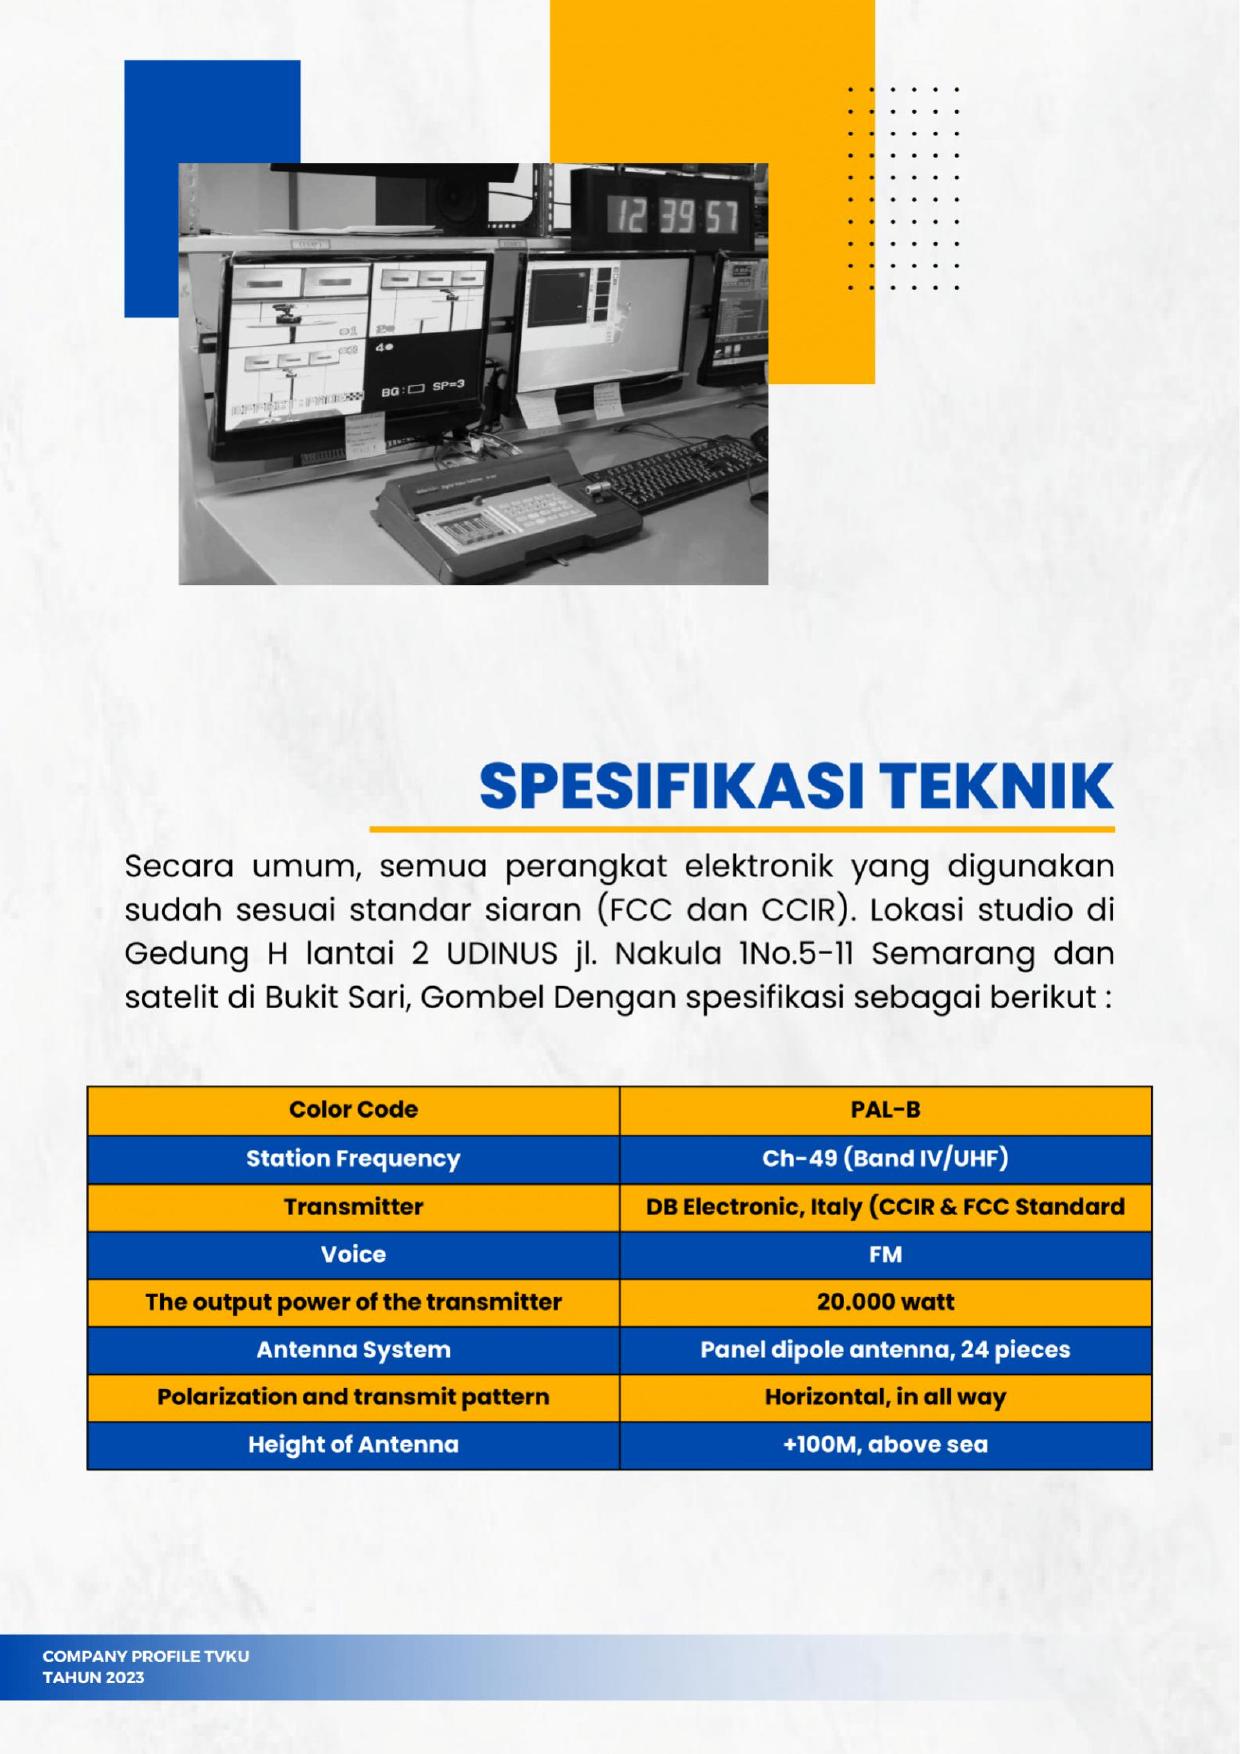 12 39 57
4
BG: SP=3
SPESIFIKASI TEKNIK
Secara umum, semua perangkat elektronik yang digunakan
sudah sesuai standar siaran (FCC dan CCIR). Lokasi studio di
Gedung H lantai 2 UDINUS jl. Nakula 1No.5-11 Semarang dan
satelit di Bukit Sari, Gombel Dengan spesifikasi sebagai berikut :
Color Code PAL-B
Station Frequency Ch-49 (Band IV/UHF)
Transmitter DB Electronic, Italy (CCIR & FCC Standard
Voice FM
The output power of the transmitter 20.000 watt
Antenna System Panel dipole antenna, 24 pieces
Polarization and transmit pattern Horizontal, in all way
Height of Antenna +100M, above sea
COMPANY PROFILE TVKU
TAHUN 2023